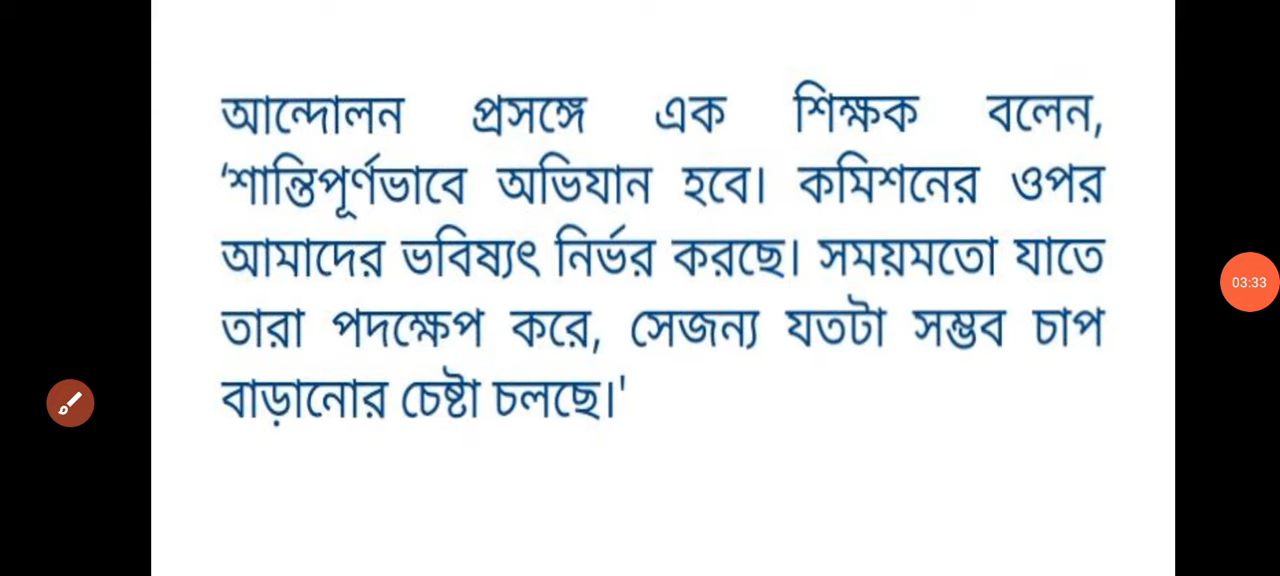 আন্দোলন প্রসঙ্গে এক শিক্ষক বলেন,
'শান্তিপূর্ণভাবে অভিযান হবে। কমিশনের ওপর
আমাদের ভবিষ্যৎ নির্ভর করছে। সময়মতো যাতে
তারা পদক্ষেপ করে, সেজন্য যতটা সম্ভব চাপ
বাড়ানোর চেষ্টা চলছে।'
03:33